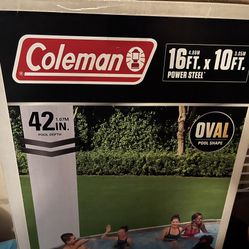 Coleman
16FT. x 10FT.
4.88M 3.05M
POWER STEEL
42 IN.
1.07M
POOL DEPTH
OVAL
POOL SHAPE